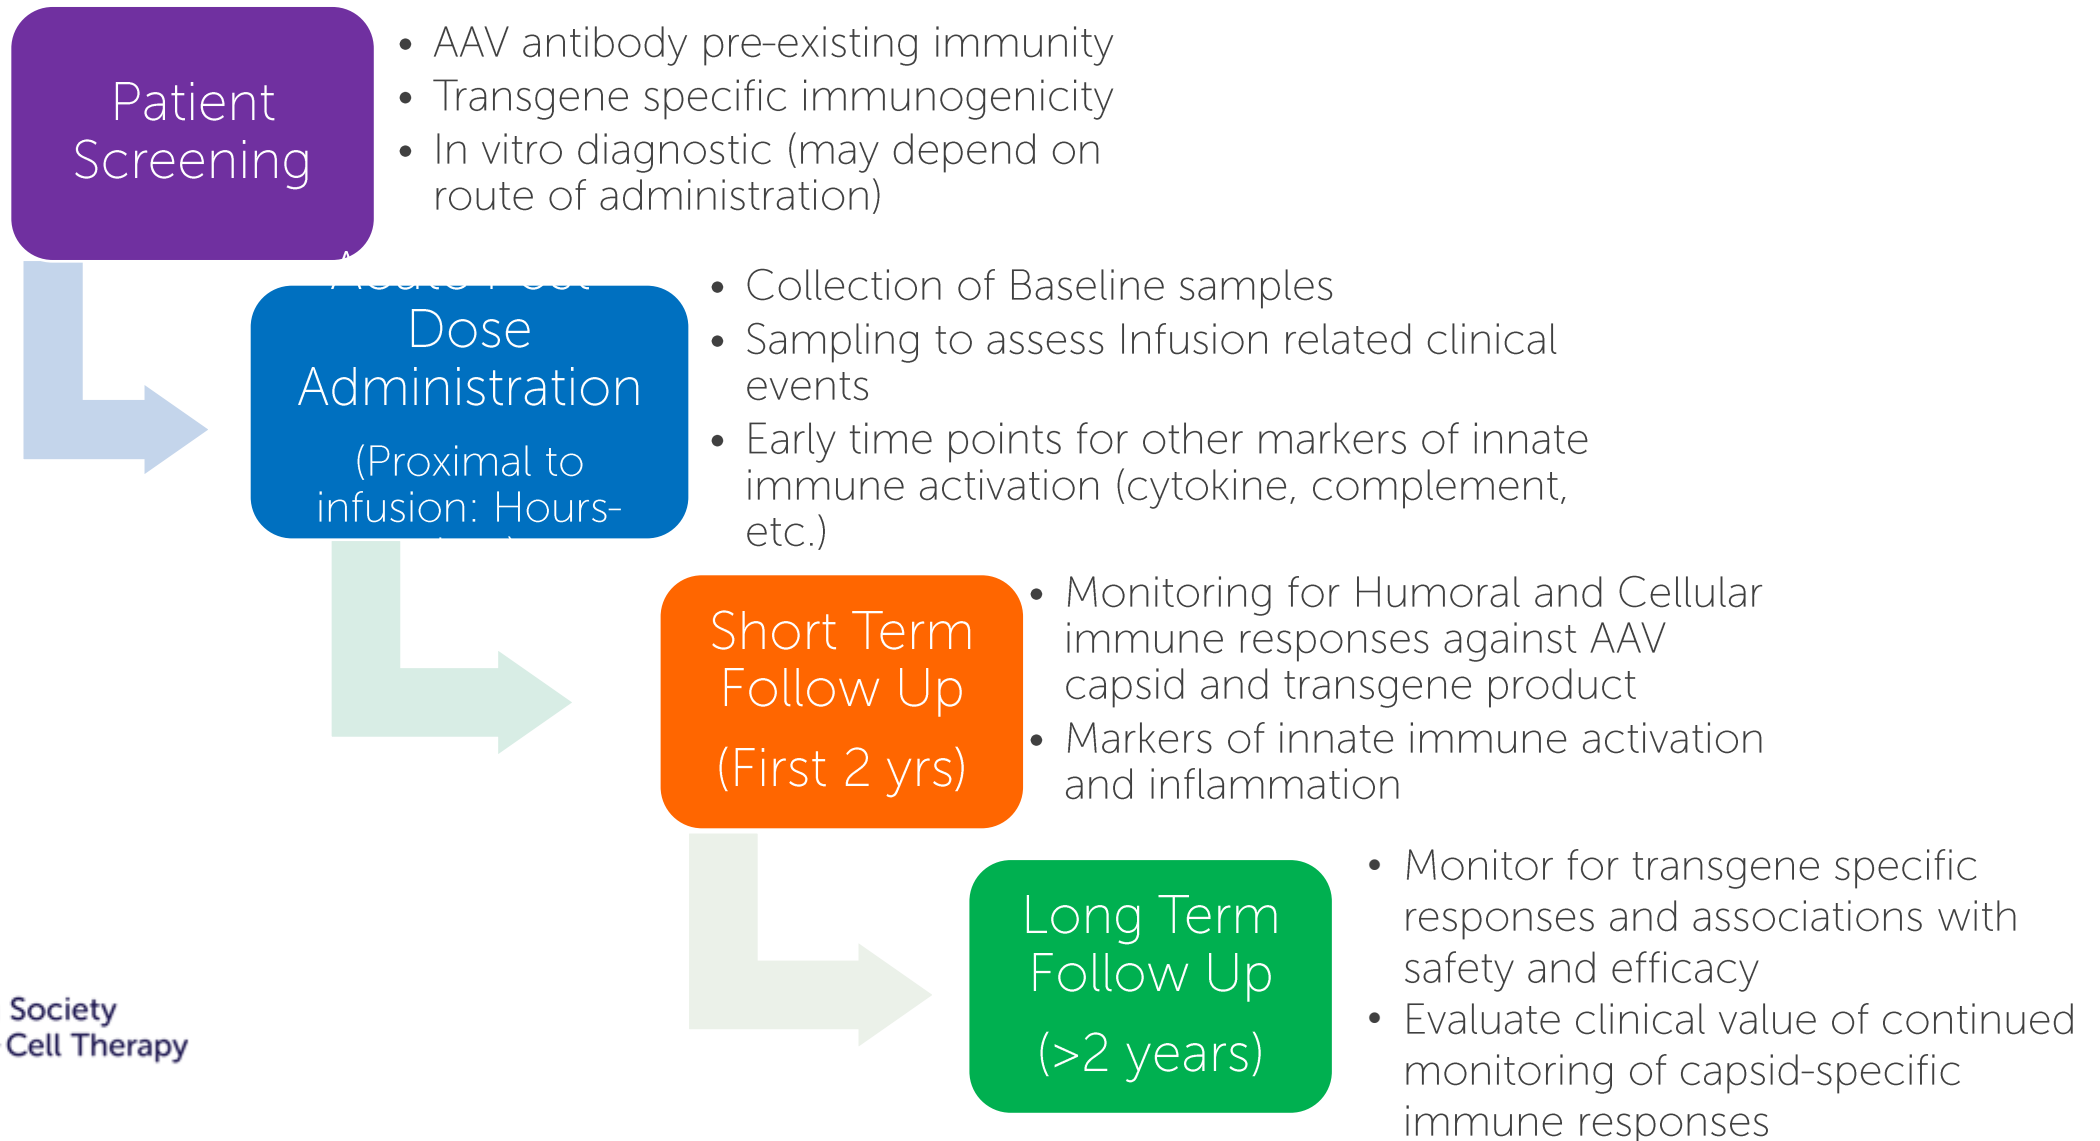 Patient
Screening
• AAV antibody pre-existing immunity
• Transgene specific immunogenicity
• In vitro diagnostic (may depend on
route of administration)
Dose
Administration
(Proximal to
infusion: Hours-
• Collection of Baseline samples
• Sampling to assess Infusion related clinical
events
• Early time points for other markers of innate
immune activation (cytokine, complement,
etc.)
Short Term
Follow Up
(First 2 yrs)
• Monitoring for Humoral and Cellular
immune responses against AAV
capsid and transgene product
• Markers of innate immune activation
and inflammation
Long Term
Follow Up
(>2 years)
• Monitor for transgene specific
responses and associations with
safety and efficacy
• Evaluate clinical value of continued
monitoring of capsid-specific
immune responses
Society
Cell Therapy